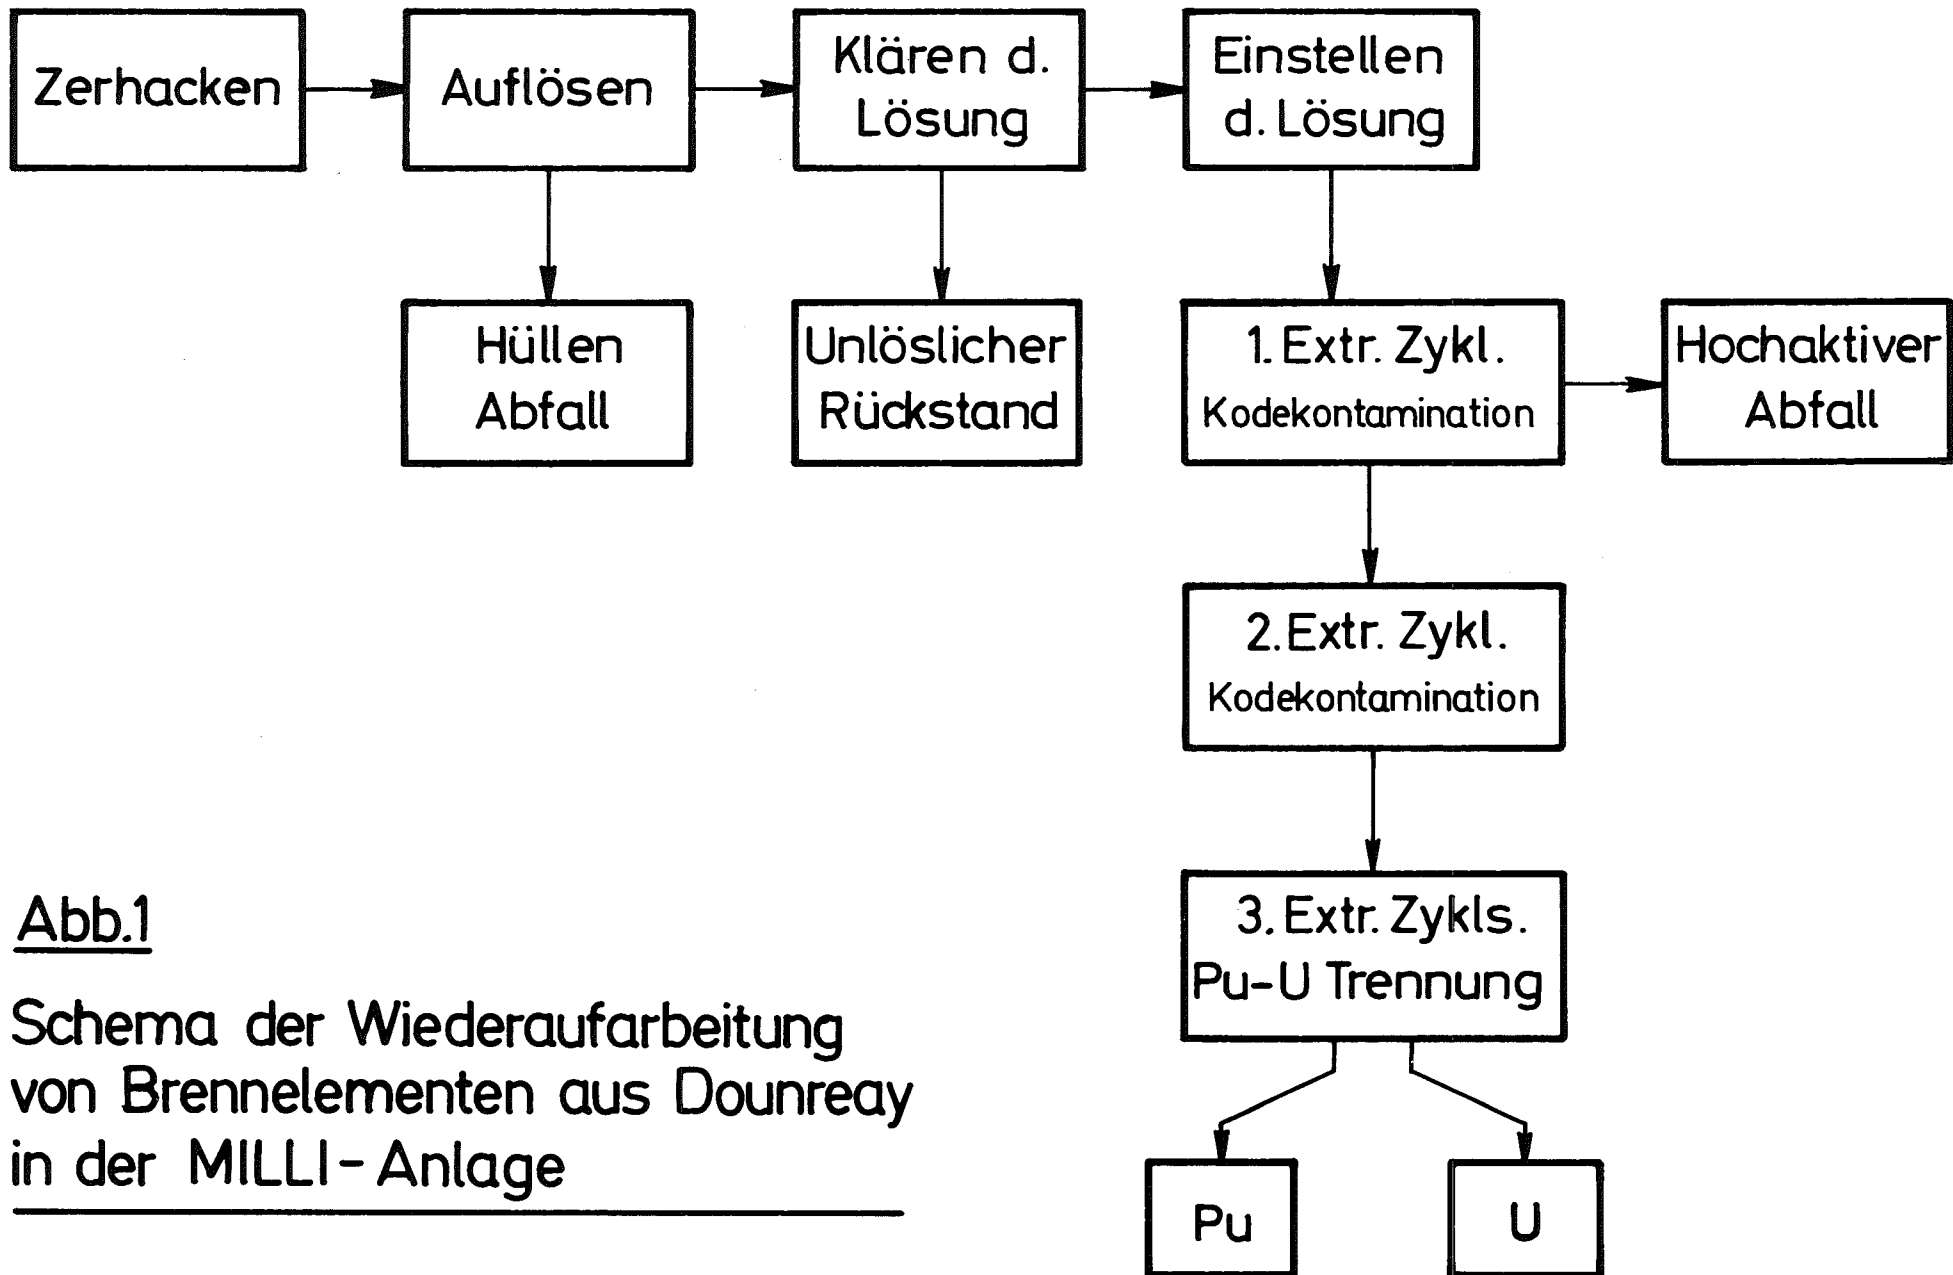 Zerhacken
Auflösen
Klären d.
Lösung
Einstellen
d. Lösung
Hüllen
Abfall
Unlöslicher
Rückstand
1. Extr. Zykl.
Kodekontamination
Hochaktiver
Abfall
2. Extr. Zykl.
Kodekontamination
3. Extr. Zykls.
Pu-U Trennung
Pu
U
Abb.1
Schema der Wiederaufarbeitung
von Brennelementen aus Dounreay
in der MILLI-Anlage